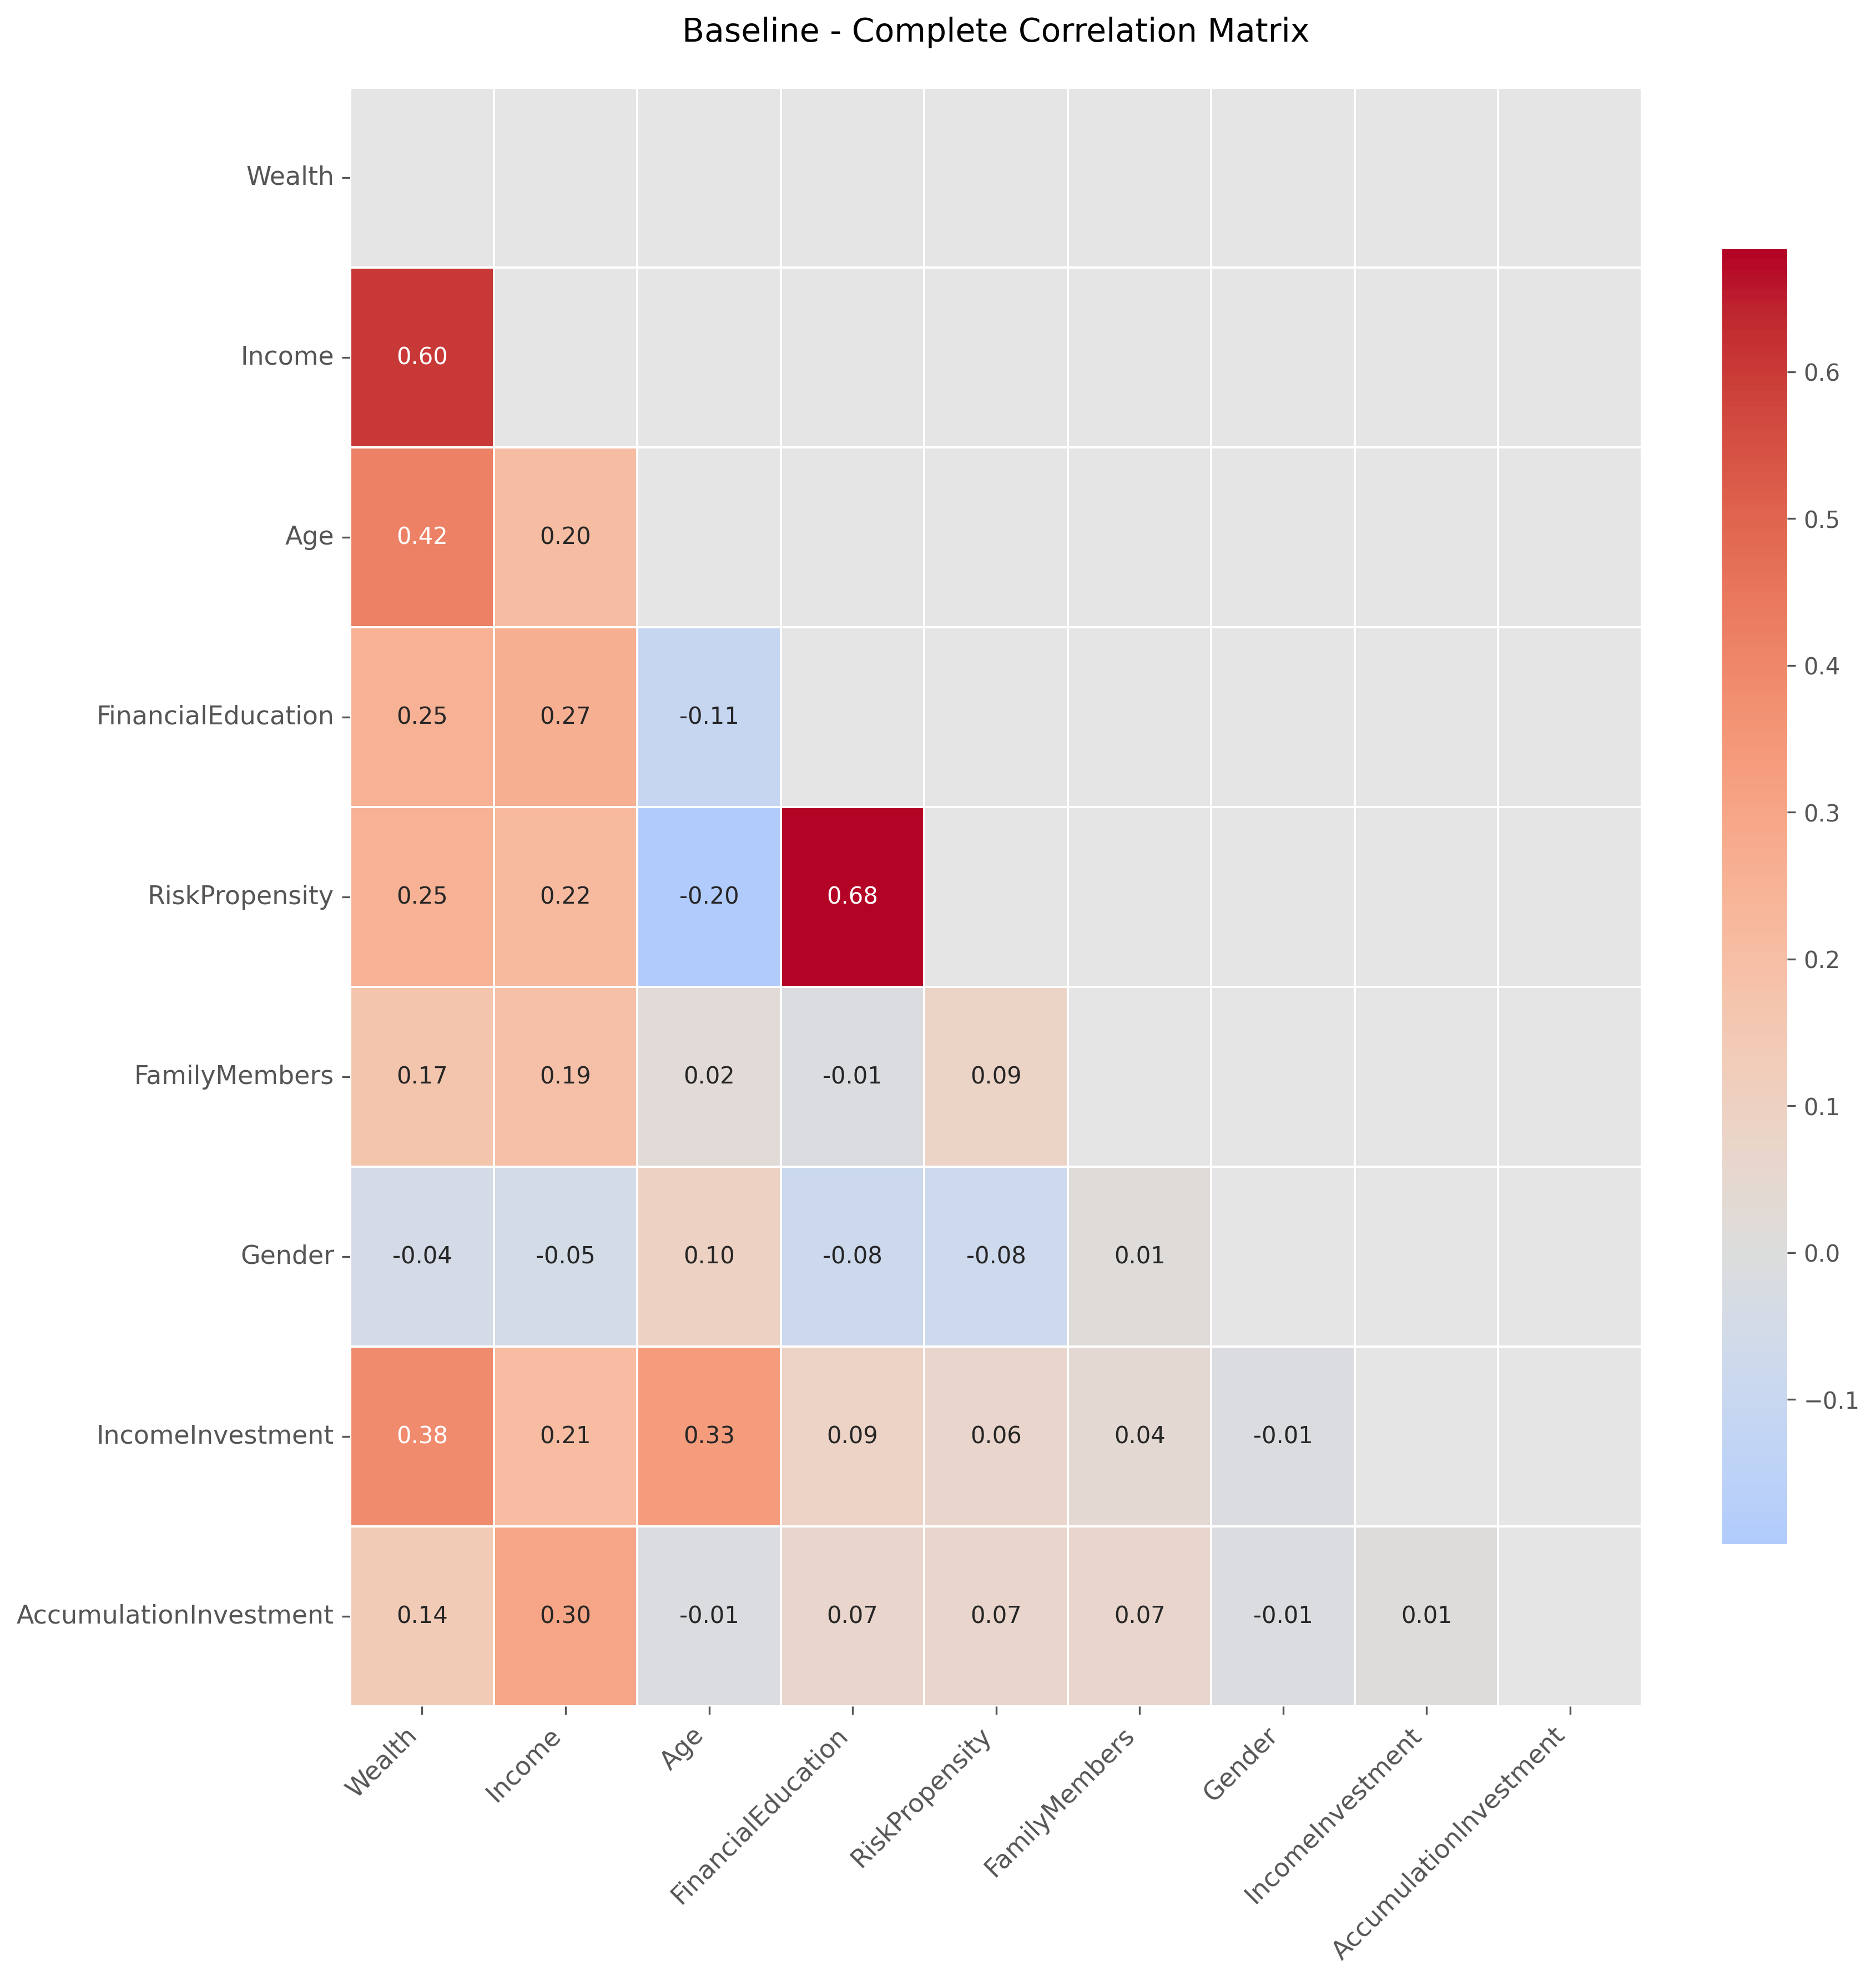 Baseline - Complete Correlation Matrix
Wealth
Income 0.60
Age 0.42 0.20
FinancialEducation 0.25 0.27 -0.11
RiskPropensity 0.25 0.22 -0.20 0.68
FamilyMembers 0.17 0.19 0.02 -0.01 0.09
Gender -0.04 -0.05 0.10 -0.08 -0.08 0.01
IncomeInvestment 0.38 0.21 0.33 0.09 0.06 0.04 -0.01
AccumulationInvestment 0.14 0.30 -0.01 0.07 0.07 0.07 -0.01 0.01
Wealth
Income
Age
FinancialEducation
RiskPropensity
FamilyMembers
Gender
IncomeInvestment
AccumulationInvestment
0.6
0.5
0.4
0.3
0.2
0.1
0.0
−0.1